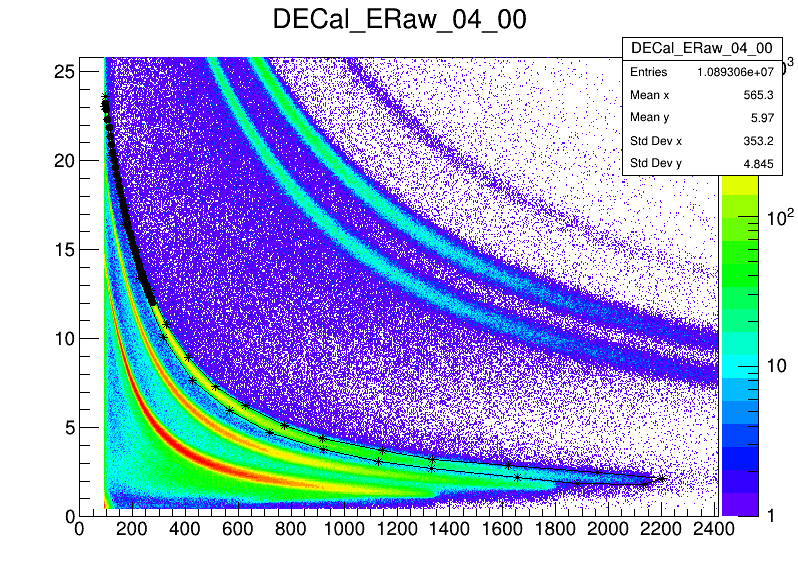 DECal_ERaw_04_00
DECal_ERaw_04_00
Entries 1.089306e+07
Mean x 565.3
Mean y 5.97
Std Dev x 353.2
Std Dev y 4.845
25
20
15
10
5
0
0 200 400 600 800 1000 1200 1400 1600 1800 2000 2200 2400
10²
10
1